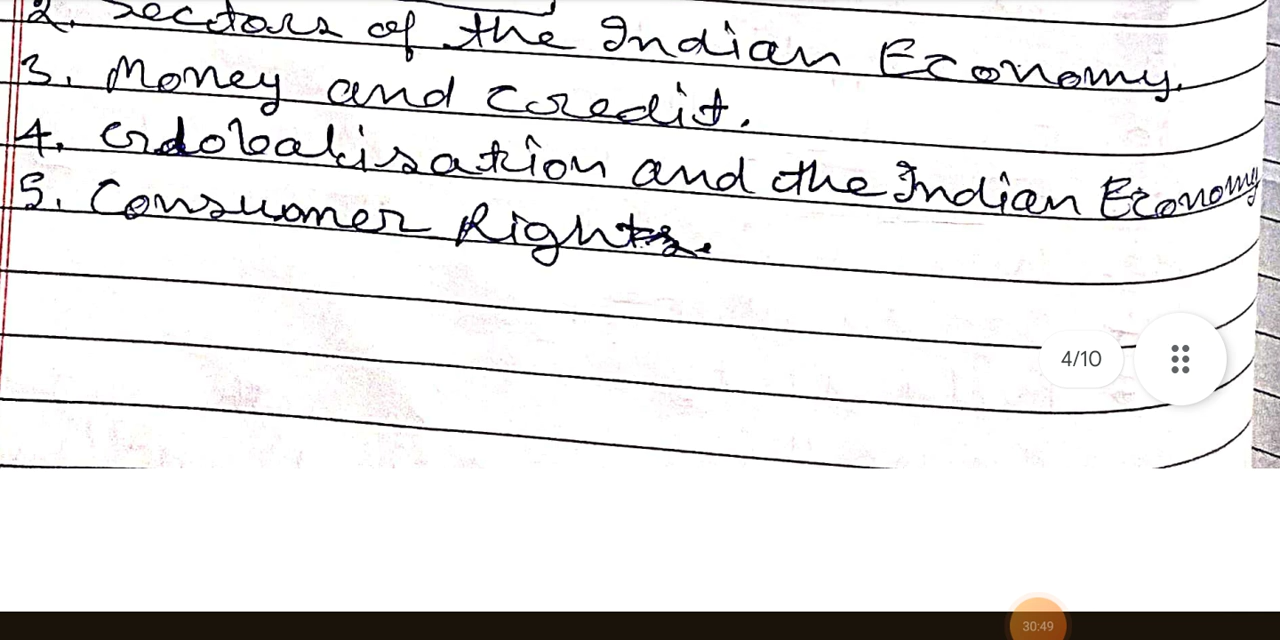 2. Sectors of the Indian Economy.
3. Money and Credit.
4. Globalisation and the Indian Economy
5. Consumer Rights.
4/10
30:49